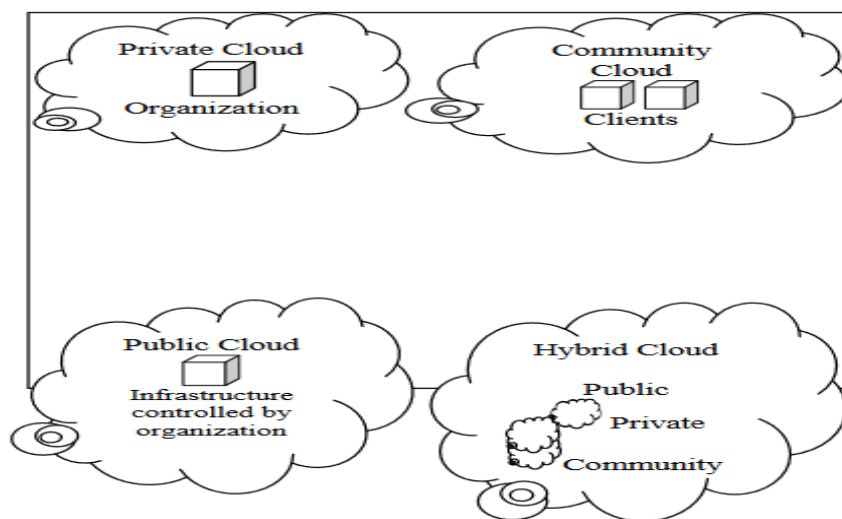 Private Cloud
Organization
Community
Cloud
Clients
Public Cloud
Infrastructure
controlled by
organization
Hybrid Cloud
Public
Private
Community